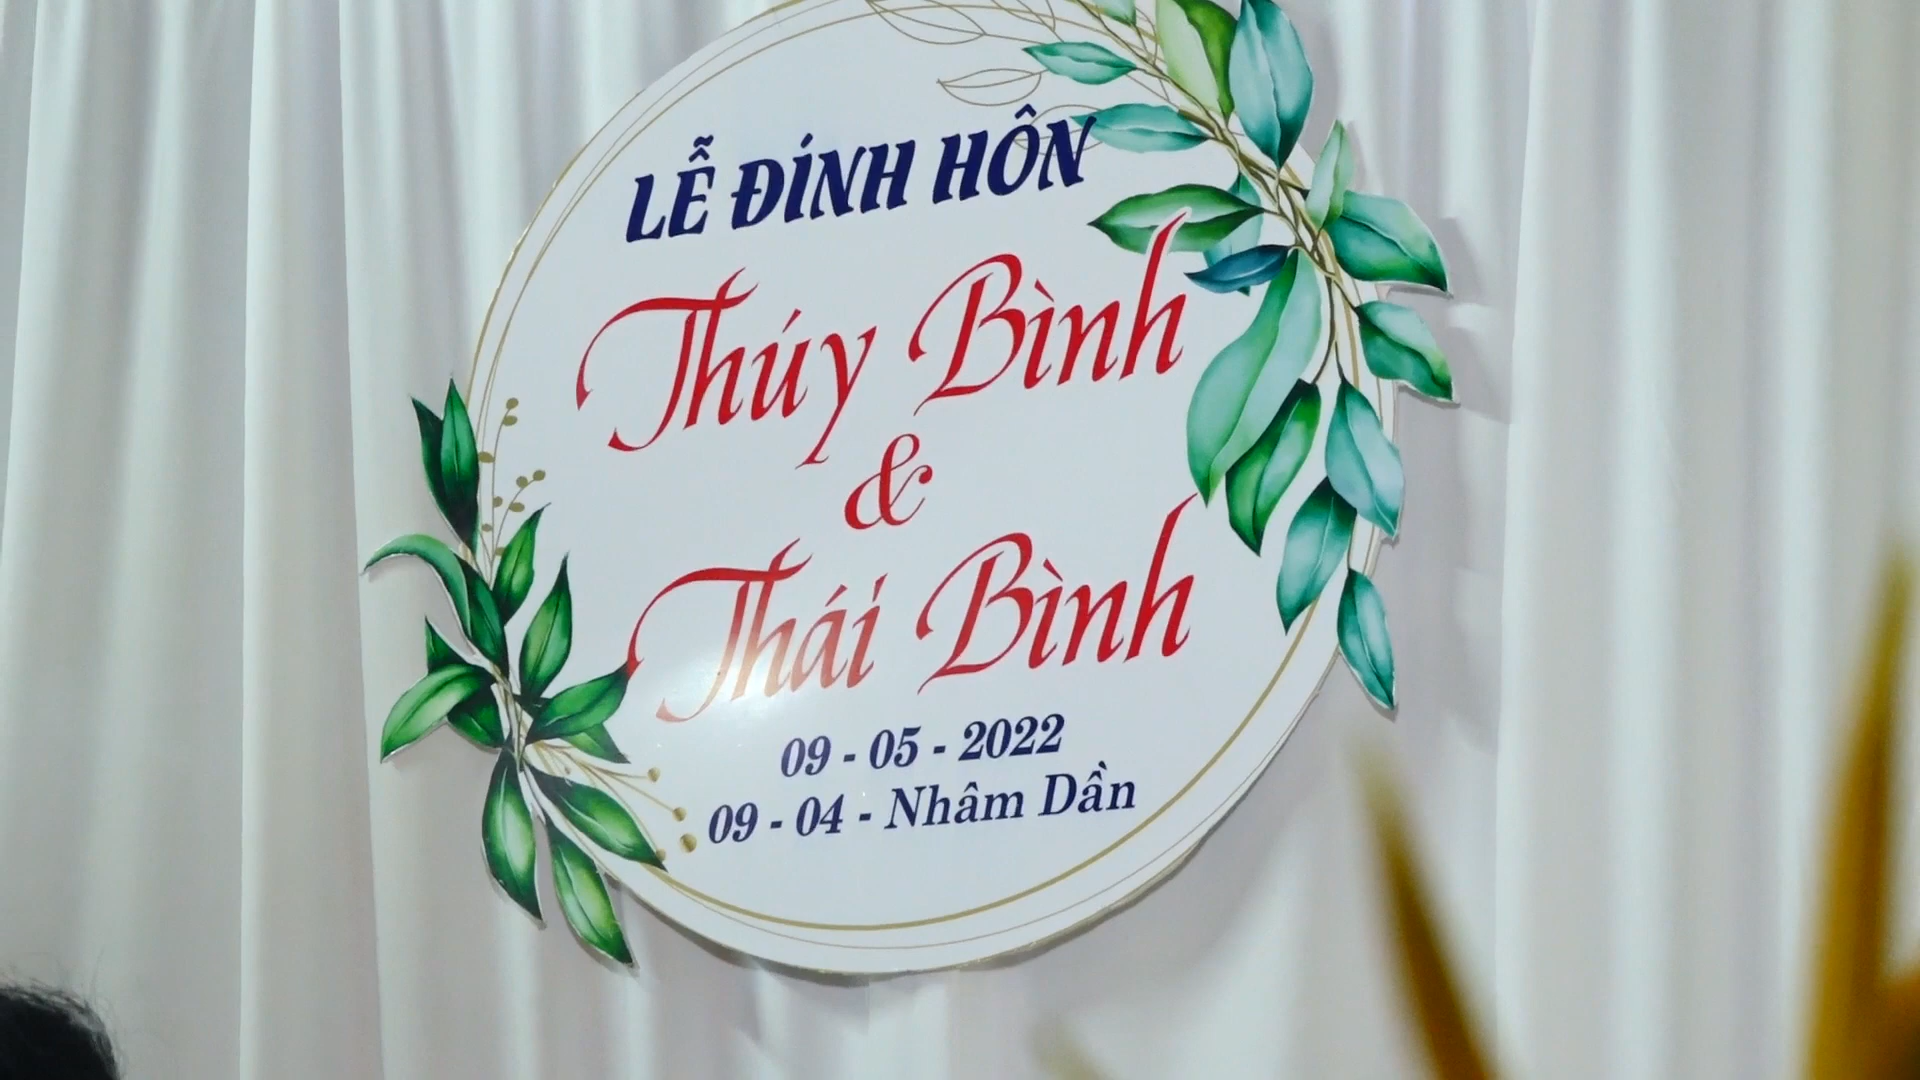 LỄ ĐÍNH HÔN
Thúy Bình
&
Thái Bình
09 - 05 - 2022
09 - 04 - Nhâm Dần